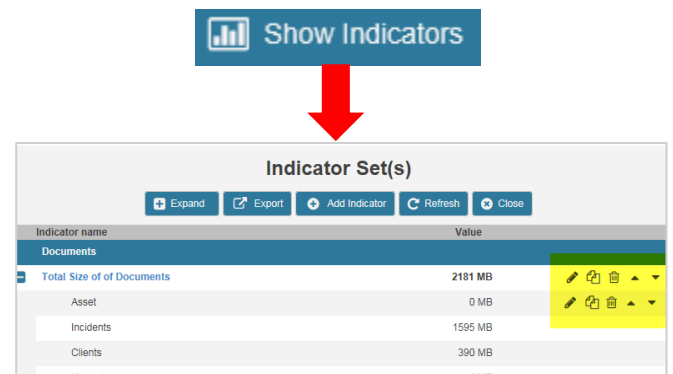 Show Indicators
Indicator Set(s)
Expand Export Add Indicator Refresh Close
Indicator name Value
Documents
Total Size of of Documents 2181 MB
Asset 0 MB
Incidents 1595 MB
Clients 390 MB